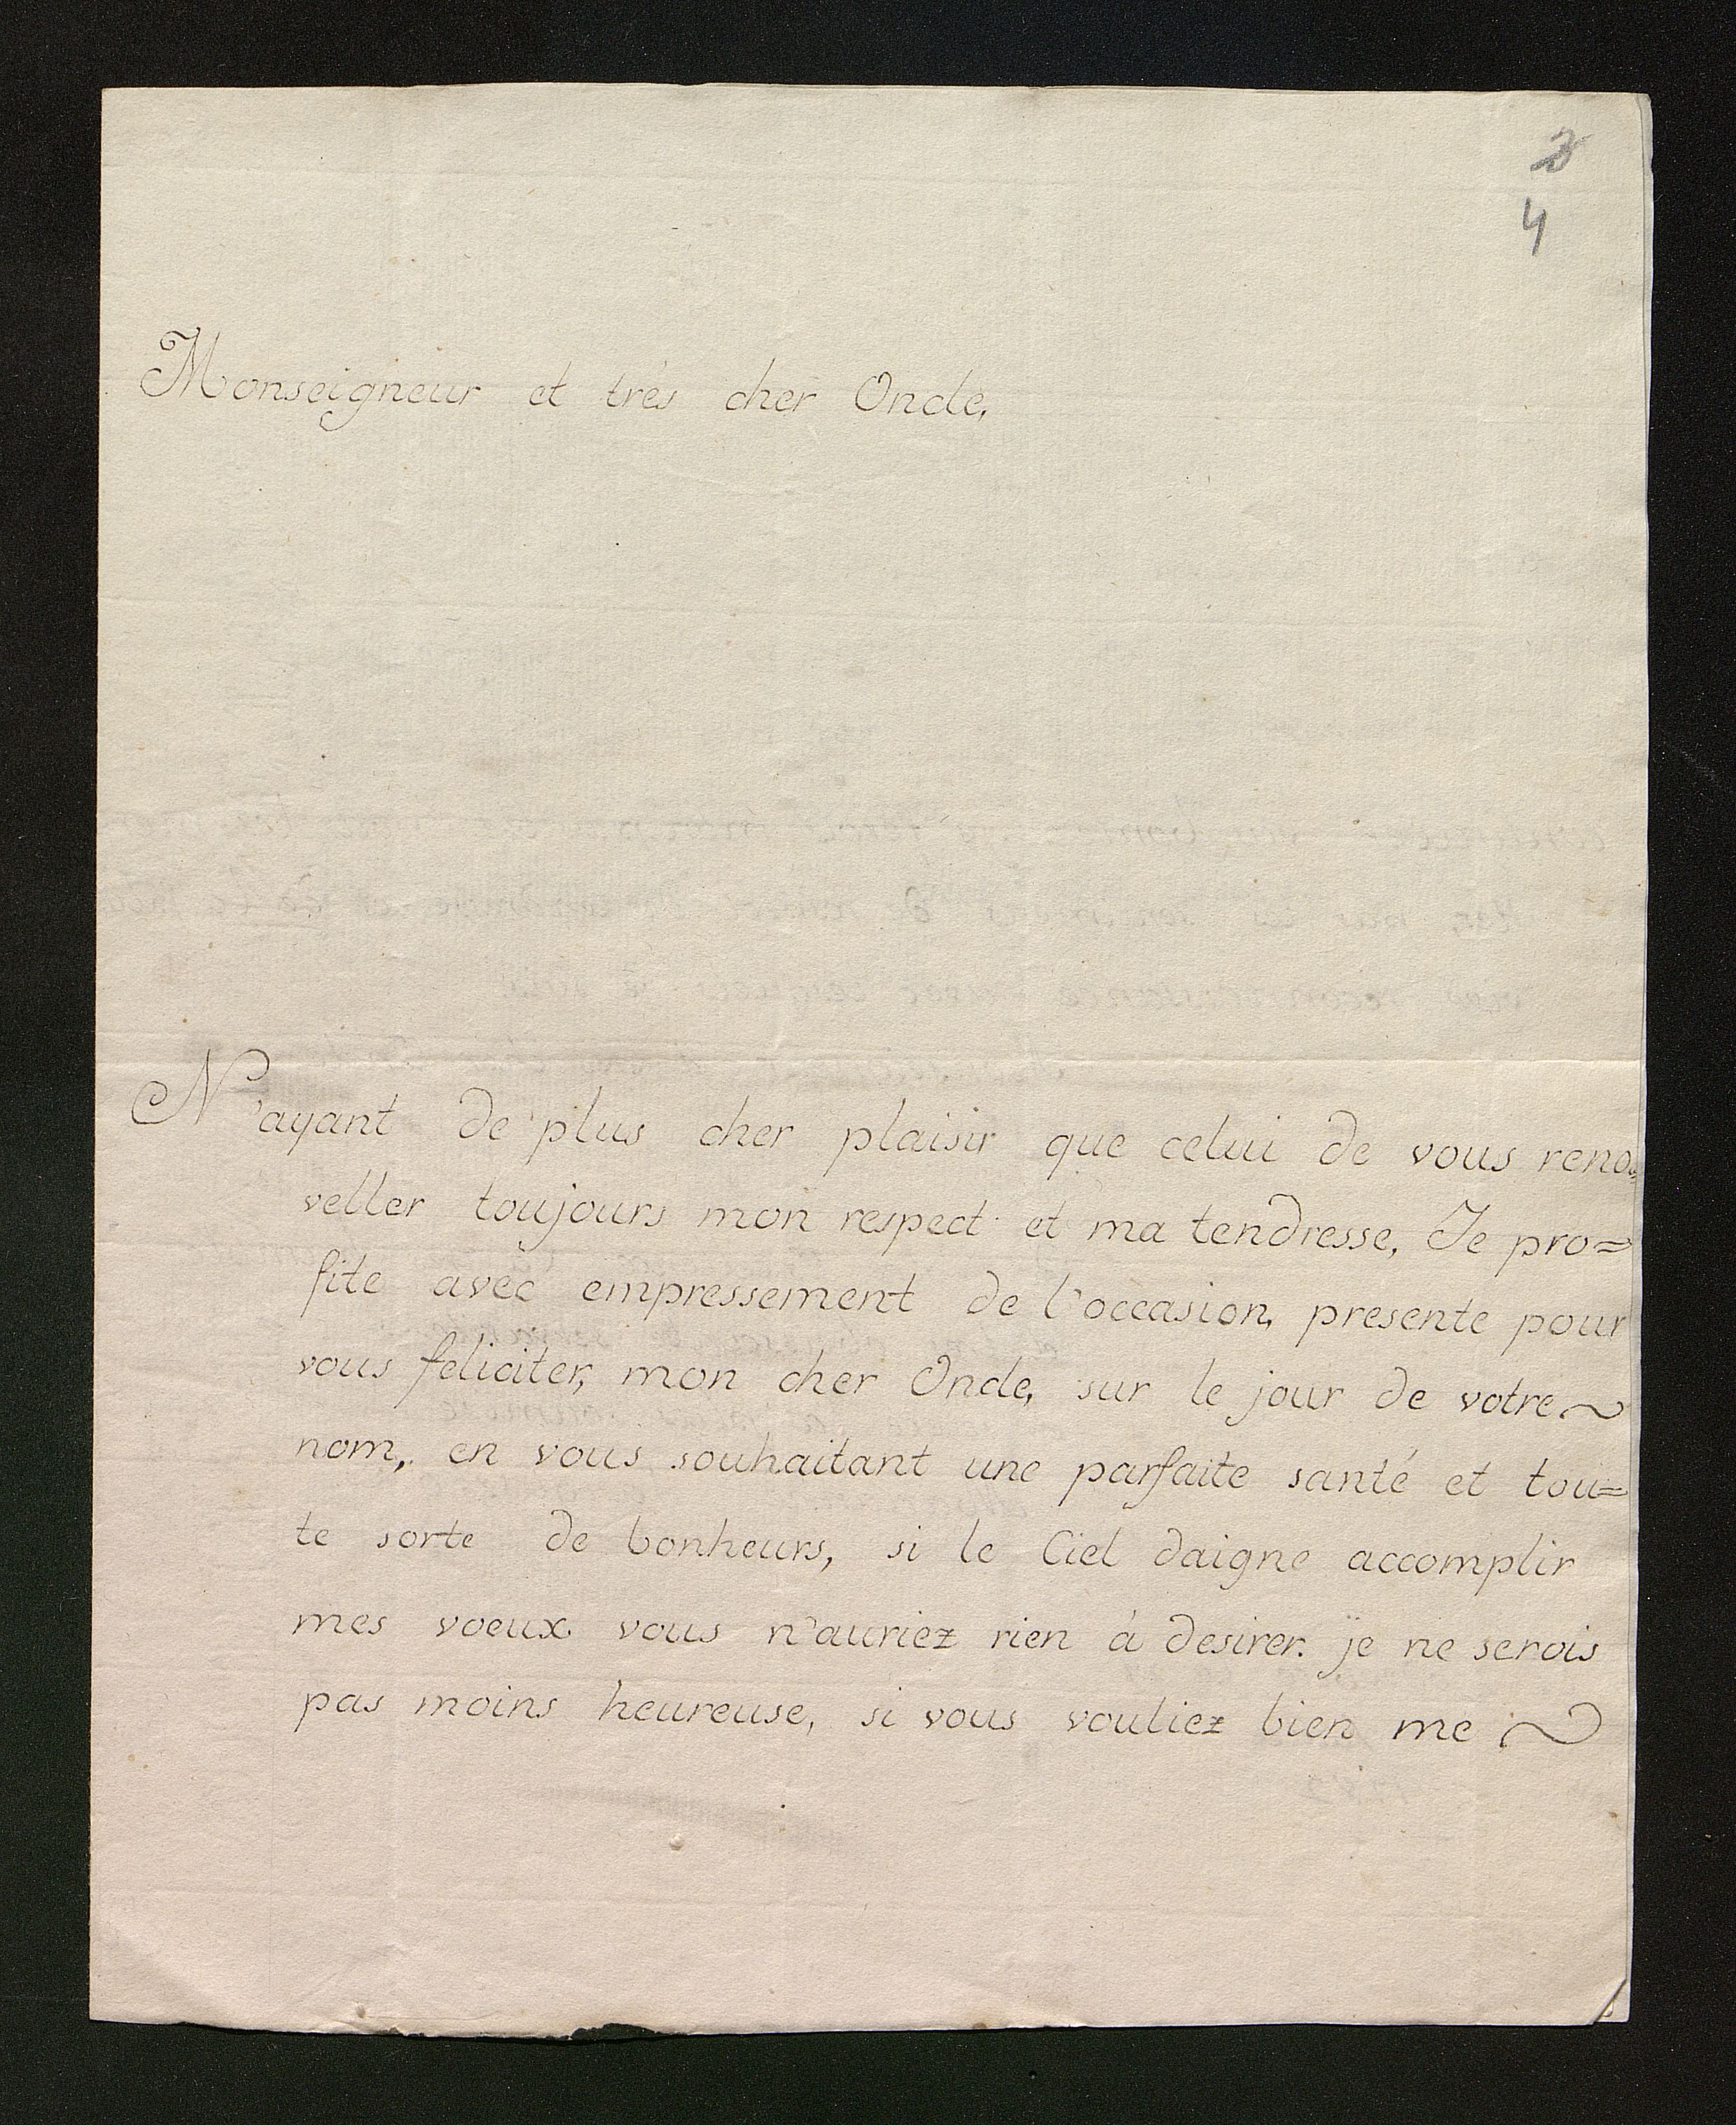 3
4
Monseigneur et trés cher Oncle,
N'ayant de plus cher plaisir que celui de vous reno„
veller toujours mon respect et ma tendresse, Je pro=
fite avec empressement de l'occasion, presente pour
vous feliciter, mon cher Oncle, sur le jour de votre ~
nom, en vous souhaitant une parfaite santé et tou=
te sorte de bonheurs, si le Ciel daigne accomplir
mes voeux vous n'auriez rien à desirer. je ne serois
pas moins heureuse, si vous vouliez bien me ~